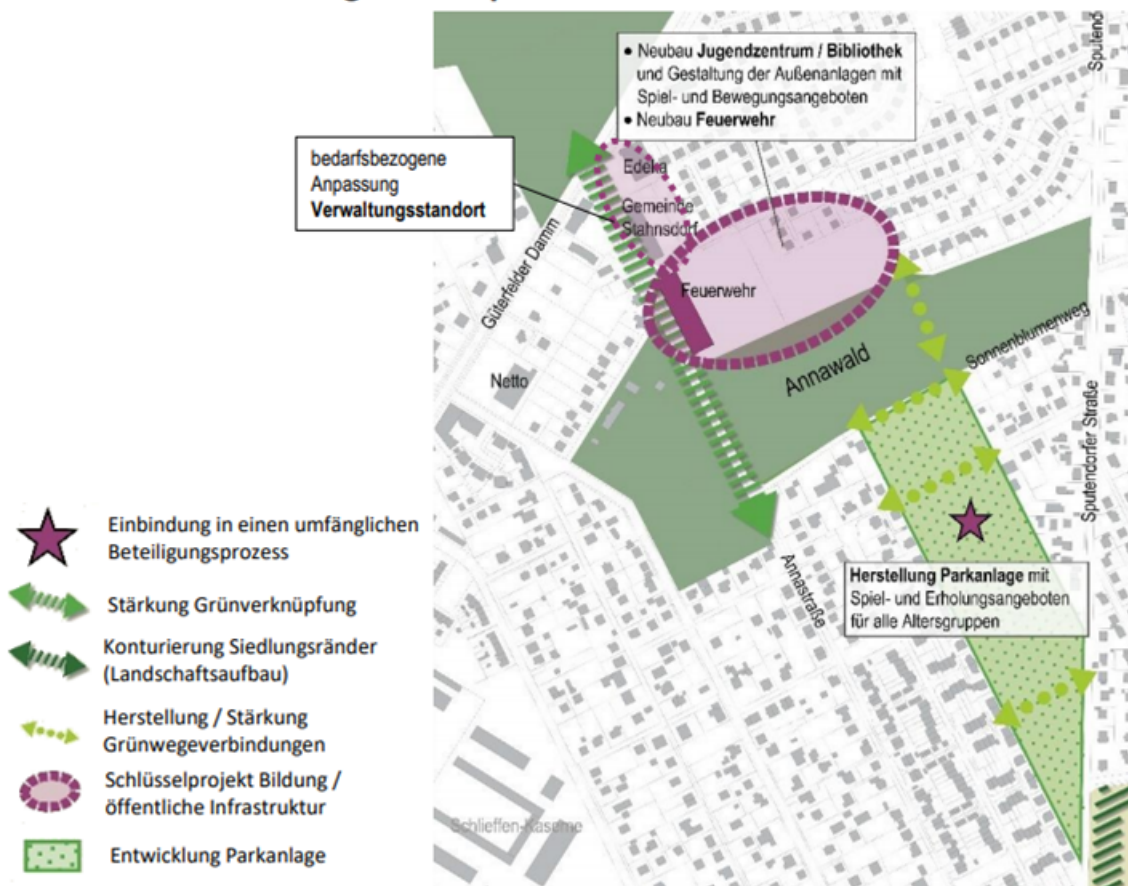 Sputend
• Neubau Jugendzentrum / Bibliothek
und Gestaltung der Außenanlagen mit
Spiel- und Bewegungsangeboten
• Neubau Feuerwehr
bedarfsbezogene
Anpassung
Verwaltungsstandort
Edeka
Gemeinde
Stahnsdorf
Güterfelder Damm
Feuerwehr
Netto
Annawald
Sonnenblumenweg
Sputendorfer Straße
Annastraße
Herstellung Parkanlage mit
Spiel- und Erholungsangeboten
für alle Altersgruppen
Schlieffen-Kaserne
Einbindung in einen umfänglichen
Beteiligungsprozess
Stärkung Grünverknüpfung
Konturierung Siedlungsränder
(Landschaftsaufbau)
Herstellung / Stärkung
Grünwegeverbindungen
Schlüsselprojekt Bildung /
öffentliche Infrastruktur
Entwicklung Parkanlage